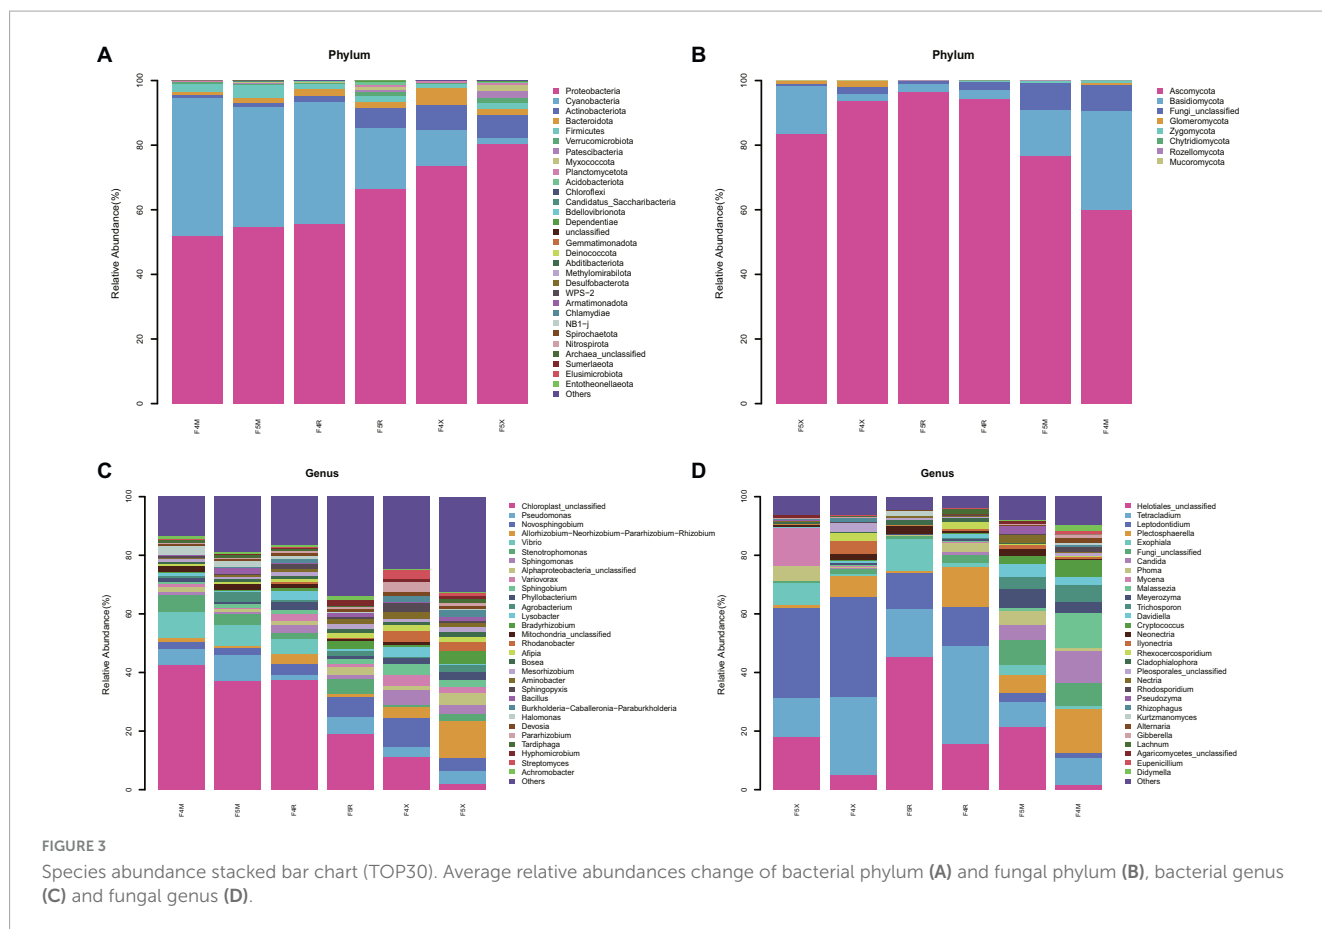 A
Phylum
Relative Abundance(%)
0
20
40
60
80
100
F4M
F5M
F4R
F5R
F4X
F5X
Proteobacteria
Cyanobacteria
Actinobacteriota
Bacteroidota
Firmicutes
Verrucomicrobiota
Patescibacteria
Myxococcota
Planctomycetota
Acidobacteriota
Chloroflexi
Candidatus_Saccharibacteria
Bdellovibrionota
Dependentiae
unclassified
Gemmatimonadota
Deinococcota
Abditibacteriota
Methylomirabilota
Desulfobacterota
WPS−2
Armatimonadota
Chlamydiae
NB1−j
Spirochaetota
Nitrospirota
Archaea_unclassified
Sumerlaeota
Elusimicrobiota
Entotheonellaeota
Others
B
Phylum
Relative Abundance(%)
0
20
40
60
80
100
F5X
F4X
F5R
F4R
F5M
F4M
Ascomycota
Basidiomycota
Fungi_unclassified
Glomeromycota
Zygomycota
Chytridiomycota
Rozellomycota
Mucoromycota
C
Genus
Relative Abundance(%)
0
20
40
60
80
100
F4M
F5M
F4R
F5R
F4X
F5X
Chloroplast_unclassified
Pseudomonas
Novosphingobium
Allorhizobium−Neorhizobium−Pararhizobium−Rhizobium
Vibrio
Stenotrophomonas
Sphingomonas
Alphaproteobacteria_unclassified
Variovorax
Sphingobium
Phyllobacterium
Agrobacterium
Lysobacter
Bradyrhizobium
Mitochondria_unclassified
Rhodanobacter
Afipia
Bosea
Mesorhizobium
Aminobacter
Sphingopyxis
Bacillus
Burkholderia−Caballeronia−Paraburkholderia
Halomonas
Devosia
Pararhizobium
Tardiphaga
Hyphomicrobium
Streptomyces
Achromobacter
Others
D
Genus
Relative Abundance(%)
0
20
40
60
80
100
F5X
F4X
F5R
F4R
F5M
F4M
Helotiales_unclassified
Tetracladium
Leptodontidium
Plectosphaerella
Exophiala
Fungi_unclassified
Candida
Phoma
Mycena
Malassezia
Meyerozyma
Trichosporon
Davidiella
Cryptococcus
Neonectria
Ilyonectria
Rhexocercosporidium
Cladophialophora
Pleosporales_unclassified
Nectria
Rhodosporidium
Pseudozyma
Rhizophagus
Kurtzmanomyces
Alternaria
Gibberella
Lachnum
Agaricomycetes_unclassified
Eupenicillium
Didymella
Others
FIGURE 3
Species abundance stacked bar chart (TOP30). Average relative abundances change of bacterial phylum (A) and fungal phylum (B), bacterial genus
(C) and fungal genus (D).